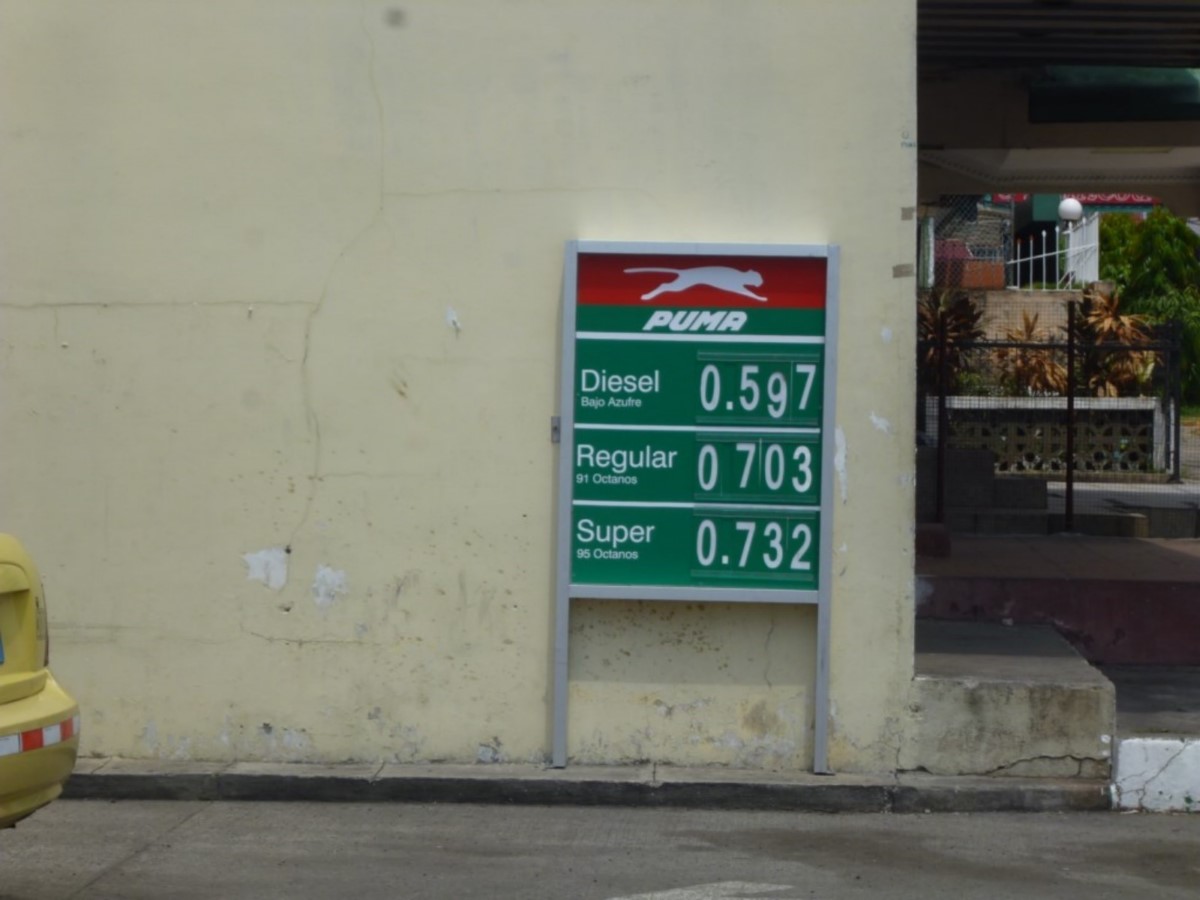 PUMA
Diesel 0.597
Bajo Azufre
Regular 0 703
91 Octanos
Super 0.732
95 Octanos